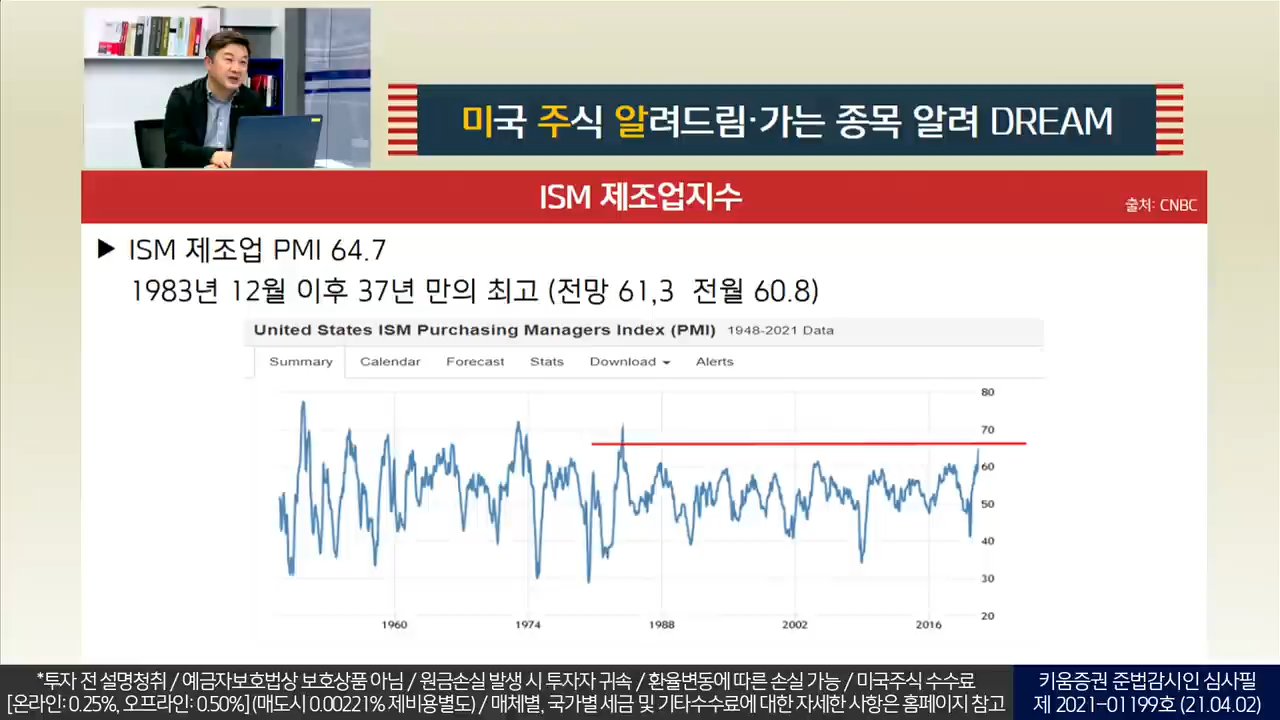 미국 주식 알려드림·가는 종목 알려 DREAM
ISM 제조업지수
출처: CNBC
▶ ISM 제조업 PMI 64.7
1983년 12월 이후 37년 만의 최고 (전망 61,3 전월 60.8)
United States ISM Purchasing Managers Index (PMI) 1948-2021 Data
Summary Calendar Forecast Stats Download Alerts
80
70
60
50
40
30
20
1960 1974 1988 2002 2016
*투자 전 설명청취 / 예금자보호법상 보호상품 아님 / 원금손실 발생 시 투자자 귀속 / 환율변동에 따른 손실 가능 / 미국주식 수수료
[온라인: 0.25%, 오프라인: 0.50%] (매도시 0.00221% 제비용별도) / 매체별, 국가별 세금 및 기타수수료에 대한 자세한 사항은 홈페이지 참고
키움증권 준법감시인 심사필
제 2021-01199호 (21.04.02)